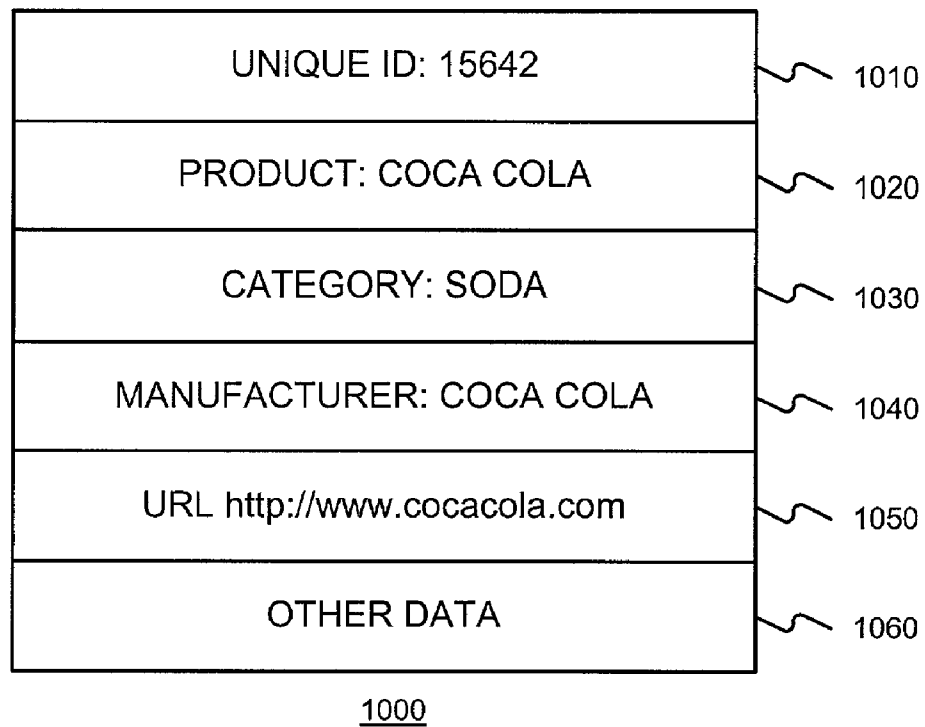 UNIQUE ID: 15642
1010
PRODUCT: COCA COLA
1020
CATEGORY: SODA
1030
MANUFACTURER: COCA COLA
1040
URL http://www.cocacola.com
1050
OTHER DATA
1060
1000